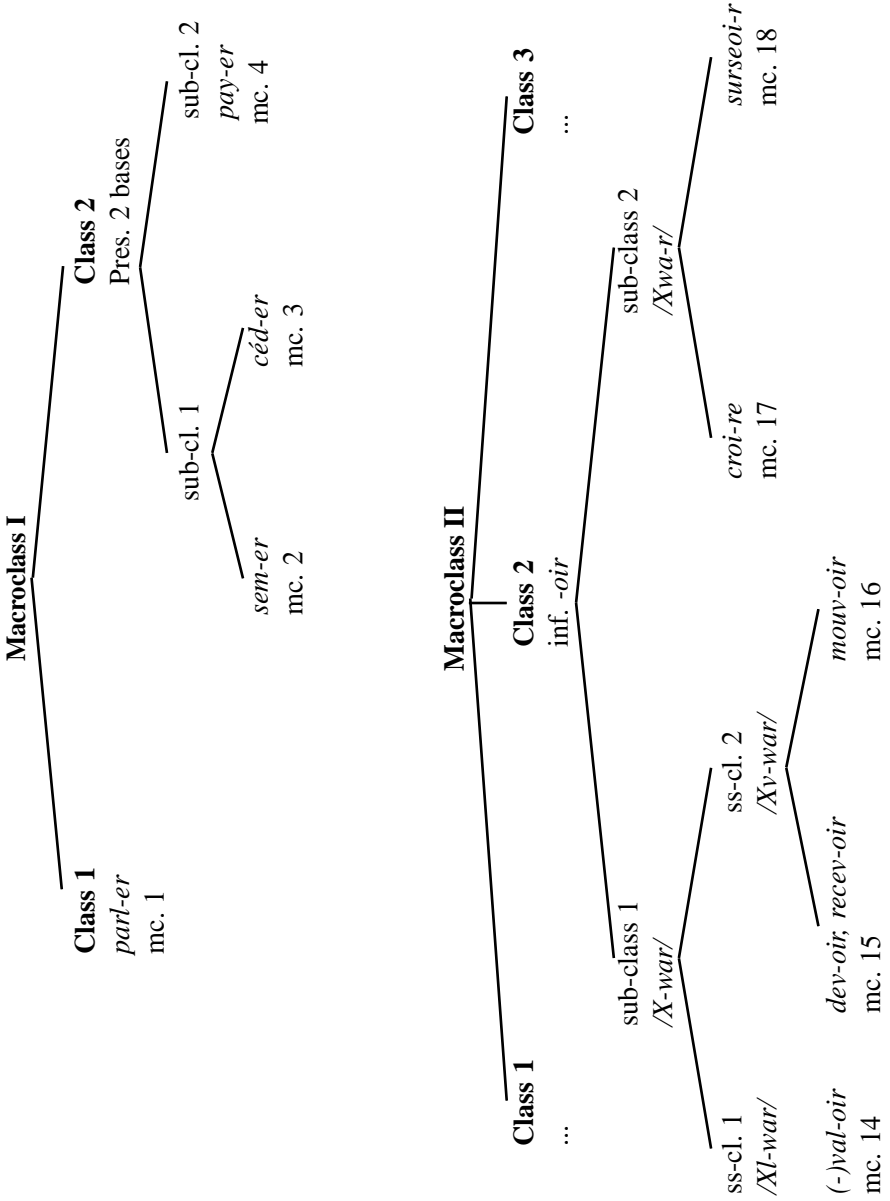 Macroclass I
Class 1
parl-er
mc. 1
Class 2
Pres. 2 bases
sub-cl. 1
sub-cl. 2
pay-er
mc. 4
sem-er
mc. 2
céd-er
mc. 3
Macroclass II
Class 1
...
Class 2
inf. -oir
Class 3
...
sub-class 1
/X-war/
sub-class 2
/Xwa-r/
ss-cl. 1
/Xl-war/
ss-cl. 2
/Xv-war/
croi-re
mc. 17
surseoi-r
mc. 18
(-)val-oir
mc. 14
dev-oir, recev-oir
mc. 15
mouv-oir
mc. 16